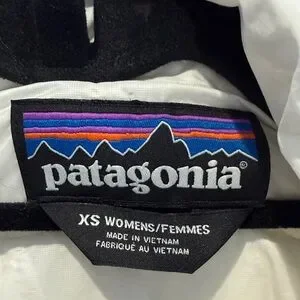 patagonia®
XS WOMENS/FEMMES
MADE IN VIETNAM
FABRIQUÉ AU VIETNAM